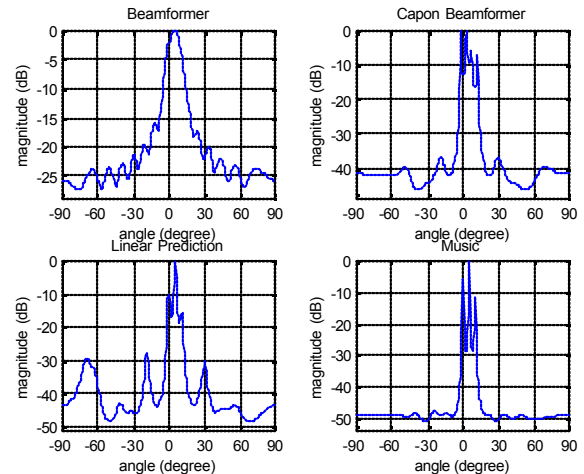 Beamformer
0
-5
-10
-15
-20
-25
magnitude (dB)
-90 -60 -30 0 30 60 90
angle (degree)
Capon Beamformer
0
-10
-20
-30
-40
magnitude (dB)
-90 -60 -30 0 30 60 90
angle (degree)
Linear Prediction
0
-10
-20
-30
-40
-50
magnitude (dB)
-90 -60 -30 0 30 60 90
angle (degree)
Music
0
-10
-20
-30
-40
-50
magnitude (dB)
-90 -60 -30 0 30 60 90
angle (degree)